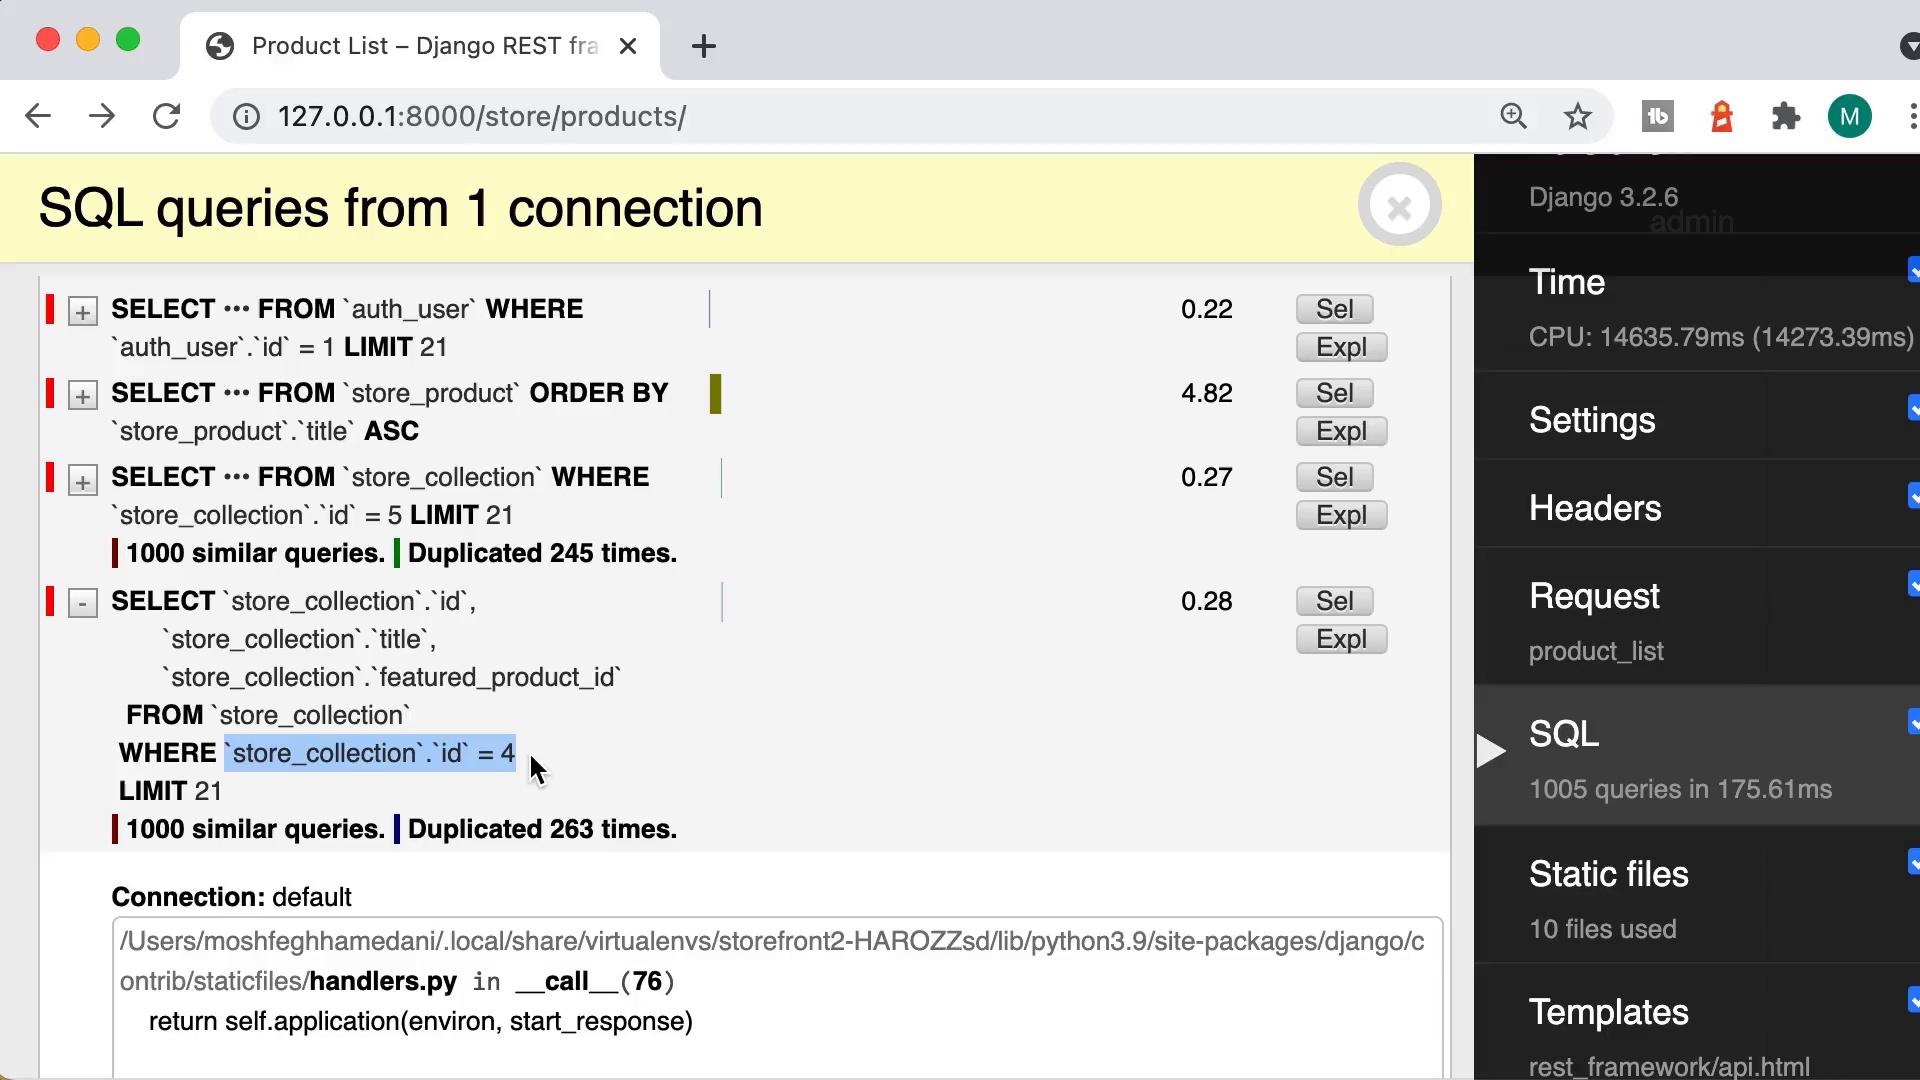 Product List – Django REST fra
127.0.0.1:8000/store/products/
M
SQL queries from 1 connection
+ SELECT ••• FROM `auth_user` WHERE 0.22 Sel
`auth_user`.`id` = 1 LIMIT 21 Expl
+ SELECT ••• FROM `store_product` ORDER BY 4.82 Sel
`store_product`.`title` ASC Expl
+ SELECT ••• FROM `store_collection` WHERE 0.27 Sel
`store_collection`.`id` = 5 LIMIT 21 Expl
1000 similar queries. Duplicated 245 times.
- SELECT `store_collection`.`id`, 0.28 Sel
`store_collection`.`title`, Expl
`store_collection`.`featured_product_id`
FROM `store_collection`
WHERE `store_collection`.`id` = 4
LIMIT 21
1000 similar queries. Duplicated 263 times.
Connection: default
/Users/moshfeghhamedani/.local/share/virtualenvs/storefront2-HAROZZsd/lib/python3.9/site-packages/django/c
ontrib/staticfiles/handlers.py in __call__(76)
return self.application(environ, start_response)
Django 3.2.6
admin
Time
CPU: 14635.79ms (14273.39ms)
Settings
Headers
Request
product_list
SQL
1005 queries in 175.61ms
Static files
10 files used
Templates
rest_framework/api.html